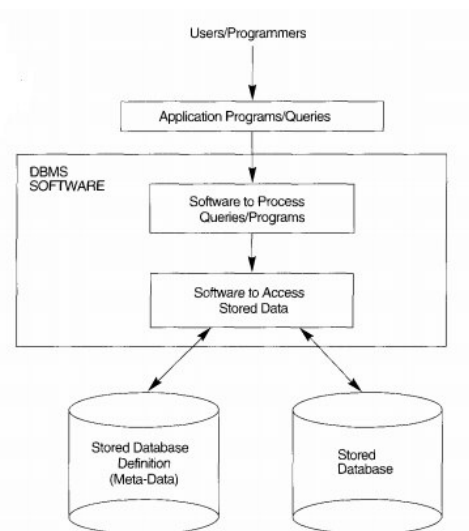 Users/Programmers
Application Programs/Queries
DBMS
SOFTWARE
Software to Process
Queries/Programs
Software to Access
Stored Data
Stored Database
Definition
(Meta-Data)
Stored
Database